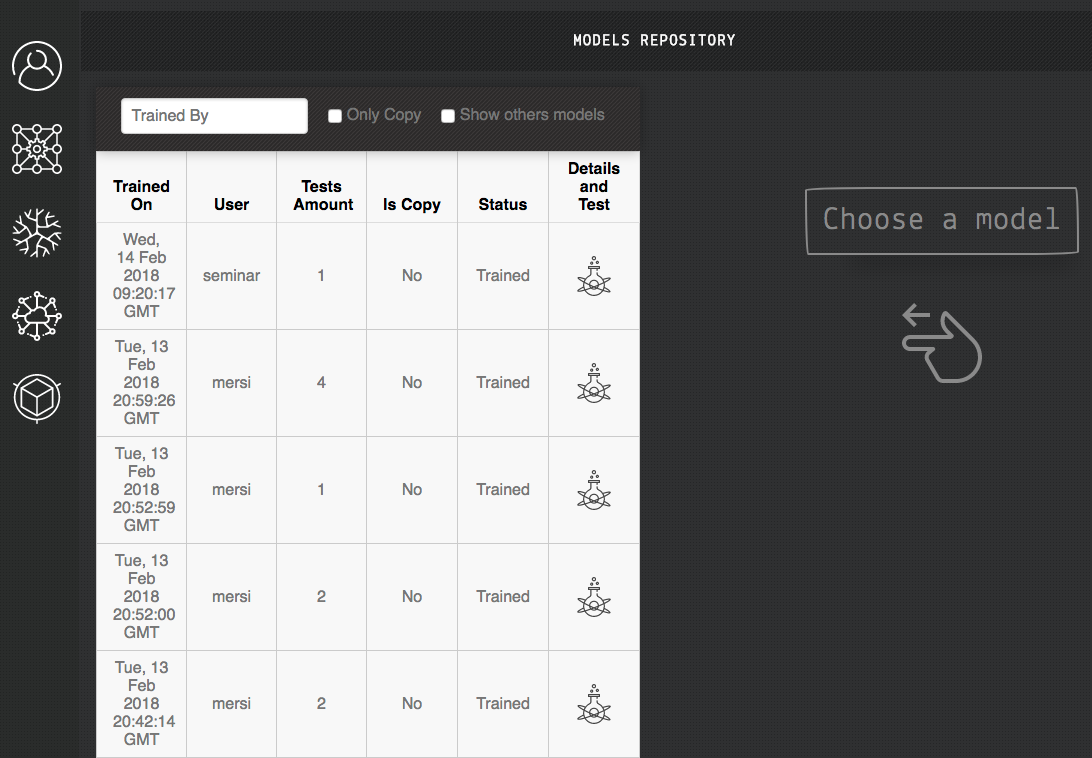 MODELS REPOSITORY
Trained By
Only Copy
Show others models
Choose a model
Trained
On
User
Tests
Amount
Is Copy
Status
Details
and
Test
Wed,
14 Feb
2018
09:20:17
GMT
seminar
1
No
Trained
Tue, 13
Feb
2018
20:59:26
GMT
mersi
4
No
Trained
Tue, 13
Feb
2018
20:52:59
GMT
mersi
1
No
Trained
Tue, 13
Feb
2018
20:52:00
GMT
mersi
2
No
Trained
Tue, 13
Feb
2018
20:42:14
GMT
mersi
2
No
Trained